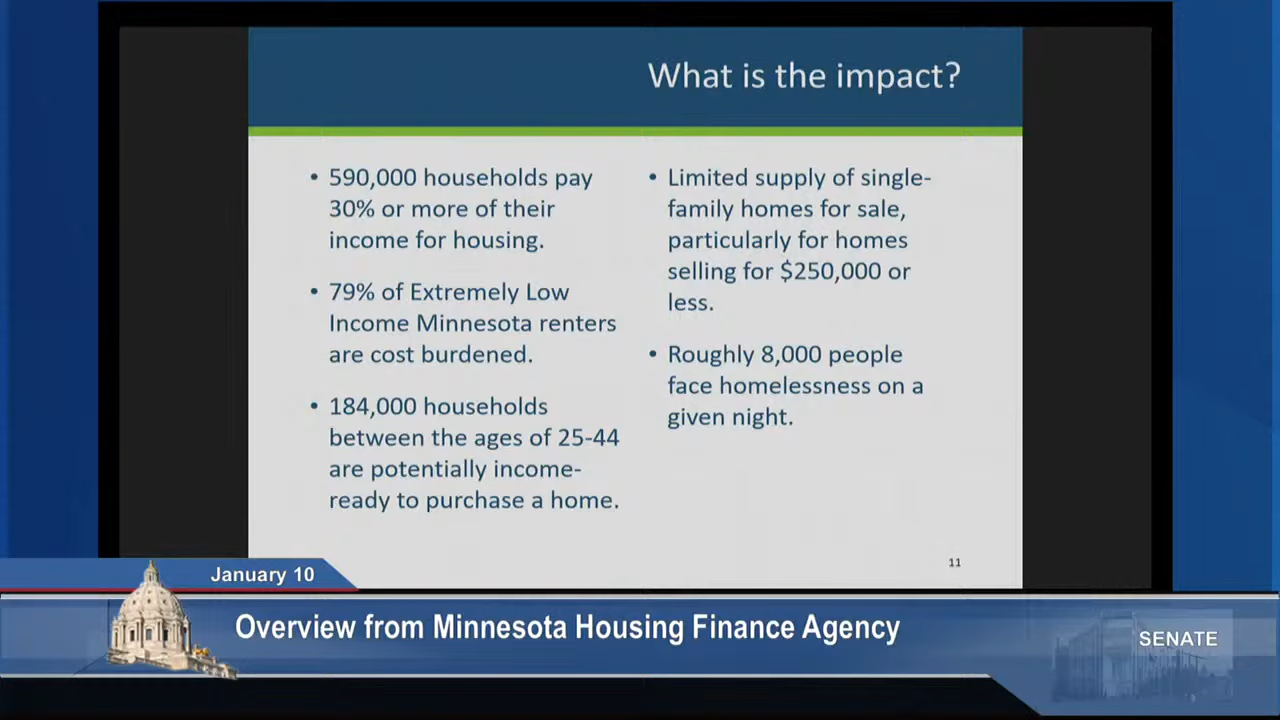 What is the impact?
• 590,000 households pay
30% or more of their
income for housing.
• 79% of Extremely Low
Income Minnesota renters
are cost burdened.
• 184,000 households
between the ages of 25-44
are potentially income-
ready to purchase a home.
• Limited supply of single-
family homes for sale,
particularly for homes
selling for $250,000 or
less.
• Roughly 8,000 people
face homelessness on a
given night.
11
January 10
Overview from Minnesota Housing Finance Agency
SENATE